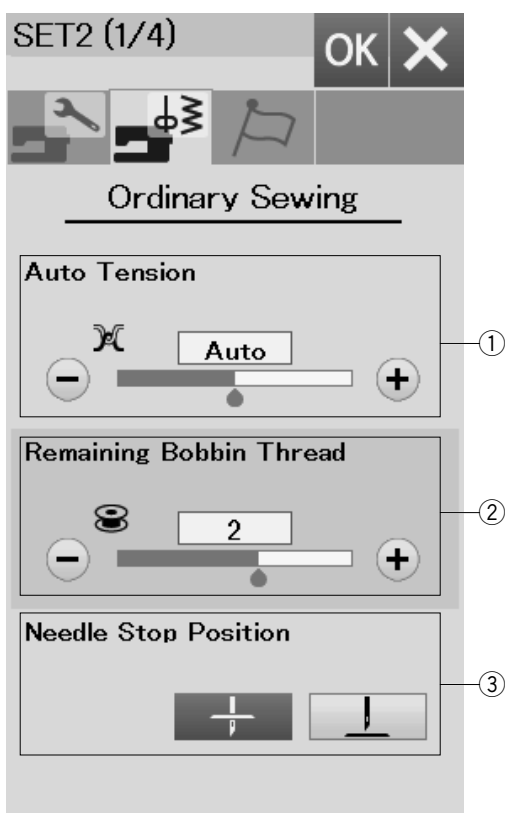 SET2 (1/4)
OK
Ordinary Sewing
Auto Tension
Auto
1
Remaining Bobbin Thread
2
2
Needle Stop Position
3